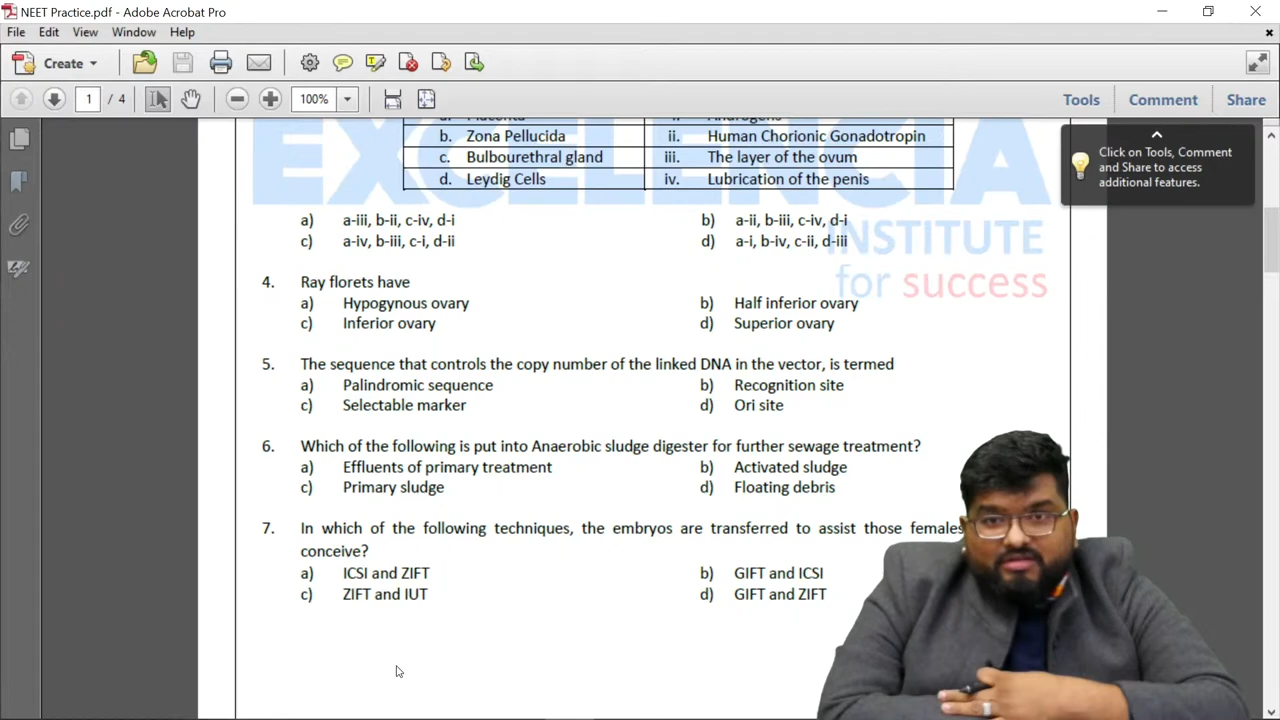 NEET Practice.pdf - Adobe Acrobat Pro
File Edit View Window Help
Create
1 / 4 100% Tools Comment Share
Click on Tools, Comment
and Share to access
additional features.
EXCELENCIA
INSTITUTE
for success
a. Placenta i. Androgens
b. Zona Pellucida ii. Human Chorionic Gonadotropin
c. Bulbourethral gland iii. The layer of the ovum
d. Leydig Cells iv. Lubrication of the penis
a) a-iii, b-ii, c-iv, d-i b) a-ii, b-iii, c-iv, d-i
c) a-iv, b-iii, c-i, d-ii d) a-i, b-iv, c-ii, d-iii
4. Ray florets have
a) Hypogynous ovary b) Half inferior ovary
c) Inferior ovary d) Superior ovary
5. The sequence that controls the copy number of the linked DNA in the vector, is termed
a) Palindromic sequence b) Recognition site
c) Selectable marker d) Ori site
6. Which of the following is put into Anaerobic sludge digester for further sewage treatment?
a) Effluents of primary treatment b) Activated sludge
c) Primary sludge d) Floating debris
7. In which of the following techniques, the embryos are transferred to assist those females
conceive?
a) ICSI and ZIFT b) GIFT and ICSI
c) ZIFT and IUT d) GIFT and ZIFT